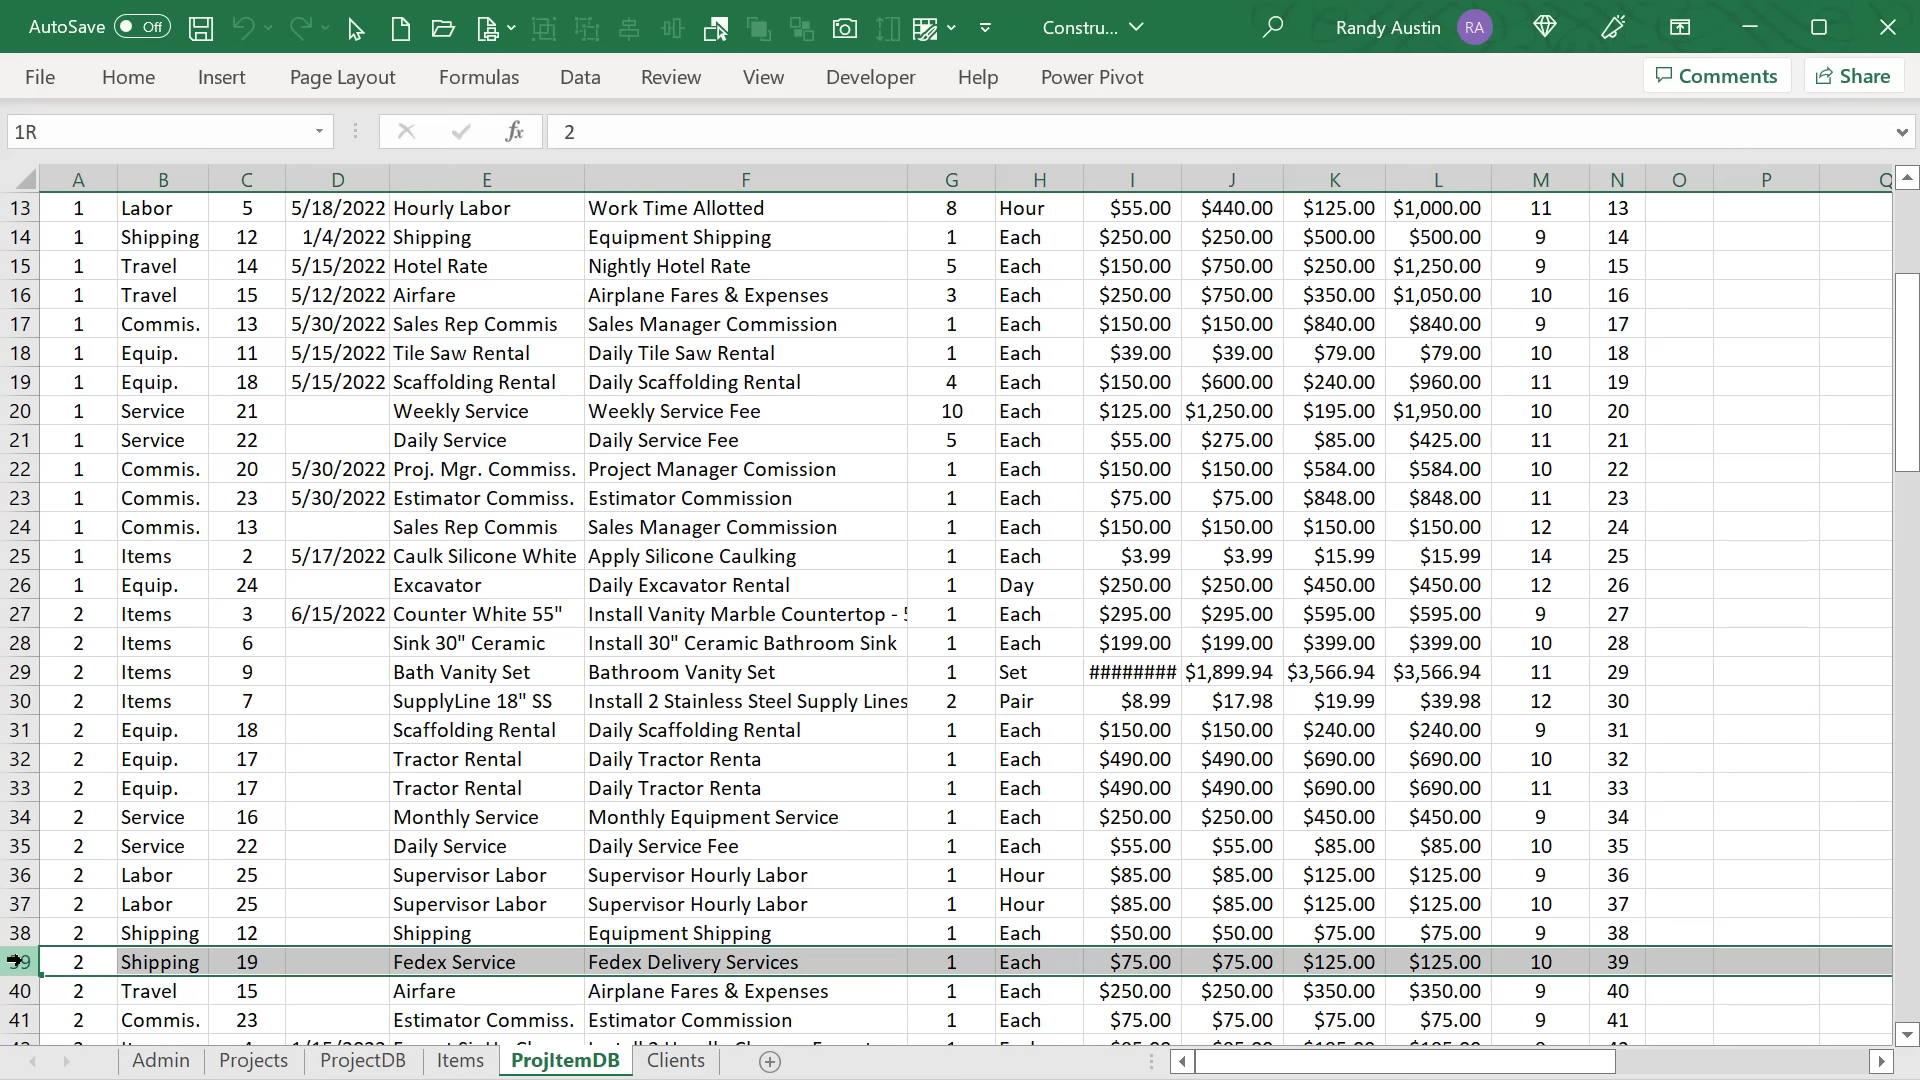 AutoSave Off Constru... Randy Austin RA
File Home Insert Page Layout Formulas Data Review View Developer Help Power Pivot Comments Share
1R fx 2
A B C D E F G H I J K L M N O P Q
13 1 Labor 5 5/18/2022 Hourly Labor Work Time Allotted 8 Hour $55.00 $440.00 $125.00 $1,000.00 11 13
14 1 Shipping 12 1/4/2022 Shipping Equipment Shipping 1 Each $250.00 $250.00 $500.00 $500.00 9 14
15 1 Travel 14 5/15/2022 Hotel Rate Nightly Hotel Rate 5 Each $150.00 $750.00 $250.00 $1,250.00 9 15
16 1 Travel 15 5/12/2022 Airfare Airplane Fares & Expenses 3 Each $250.00 $750.00 $350.00 $1,050.00 10 16
17 1 Commis. 13 5/30/2022 Sales Rep Commis Sales Manager Commission 1 Each $150.00 $150.00 $840.00 $840.00 9 17
18 1 Equip. 11 5/15/2022 Tile Saw Rental Daily Tile Saw Rental 1 Each $39.00 $39.00 $79.00 $79.00 10 18
19 1 Equip. 18 5/15/2022 Scaffolding Rental Daily Scaffolding Rental 4 Each $150.00 $600.00 $240.00 $960.00 11 19
20 1 Service 21 Weekly Service Weekly Service Fee 10 Each $125.00 $1,250.00 $195.00 $1,950.00 10 20
21 1 Service 22 Daily Service Daily Service Fee 5 Each $55.00 $275.00 $85.00 $425.00 11 21
22 1 Commis. 20 5/30/2022 Proj. Mgr. Commiss. Project Manager Comission 1 Each $150.00 $150.00 $584.00 $584.00 10 22
23 1 Commis. 23 5/30/2022 Estimator Commiss. Estimator Commission 1 Each $75.00 $75.00 $848.00 $848.00 11 23
24 1 Commis. 13 Sales Rep Commis Sales Manager Commission 1 Each $150.00 $150.00 $150.00 $150.00 12 24
25 1 Items 2 5/17/2022 Caulk Silicone White Apply Silicone Caulking 1 Each $3.99 $3.99 $15.99 $15.99 14 25
26 1 Equip. 24 Excavator Daily Excavator Rental 1 Day $250.00 $250.00 $450.00 $450.00 12 26
27 2 Items 3 6/15/2022 Counter White 55" Install Vanity Marble Countertop - 1 Each $295.00 $295.00 $595.00 $595.00 9 27
28 2 Items 6 Sink 30" Ceramic Install 30" Ceramic Bathroom Sink 1 Each $199.00 $199.00 $399.00 $399.00 10 28
29 2 Items 9 Bath Vanity Set Bathroom Vanity Set 1 Set ######## $1,899.94 $3,566.94 $3,566.94 11 29
30 2 Items 7 SupplyLine 18" SS Install 2 Stainless Steel Supply Lines 2 Pair $8.99 $17.98 $19.99 $39.98 12 30
31 2 Equip. 18 Scaffolding Rental Daily Scaffolding Rental 1 Each $150.00 $150.00 $240.00 $240.00 9 31
32 2 Equip. 17 Tractor Rental Daily Tractor Renta 1 Each $490.00 $490.00 $690.00 $690.00 10 32
33 2 Equip. 17 Tractor Rental Daily Tractor Renta 1 Each $490.00 $490.00 $690.00 $690.00 11 33
34 2 Service 16 Monthly Service Monthly Equipment Service 1 Each $250.00 $250.00 $450.00 $450.00 9 34
35 2 Service 22 Daily Service Daily Service Fee 1 Each $55.00 $55.00 $85.00 $85.00 10 35
36 2 Labor 25 Supervisor Labor Supervisor Hourly Labor 1 Hour $85.00 $85.00 $125.00 $125.00 9 36
37 2 Labor 25 Supervisor Labor Supervisor Hourly Labor 1 Hour $85.00 $85.00 $125.00 $125.00 10 37
38 2 Shipping 12 Shipping Equipment Shipping 1 Each $50.00 $50.00 $75.00 $75.00 9 38
39 2 Shipping 19 Fedex Service Fedex Delivery Services 1 Each $75.00 $75.00 $125.00 $125.00 10 39
40 2 Travel 15 Airfare Airplane Fares & Expenses 1 Each $250.00 $250.00 $350.00 $350.00 9 40
41 2 Commis. 23 Estimator Commiss. Estimator Commission 1 Each $75.00 $75.00 $75.00 $75.00 9 41
Admin Projects ProjectDB Items ProjItemDB Clients